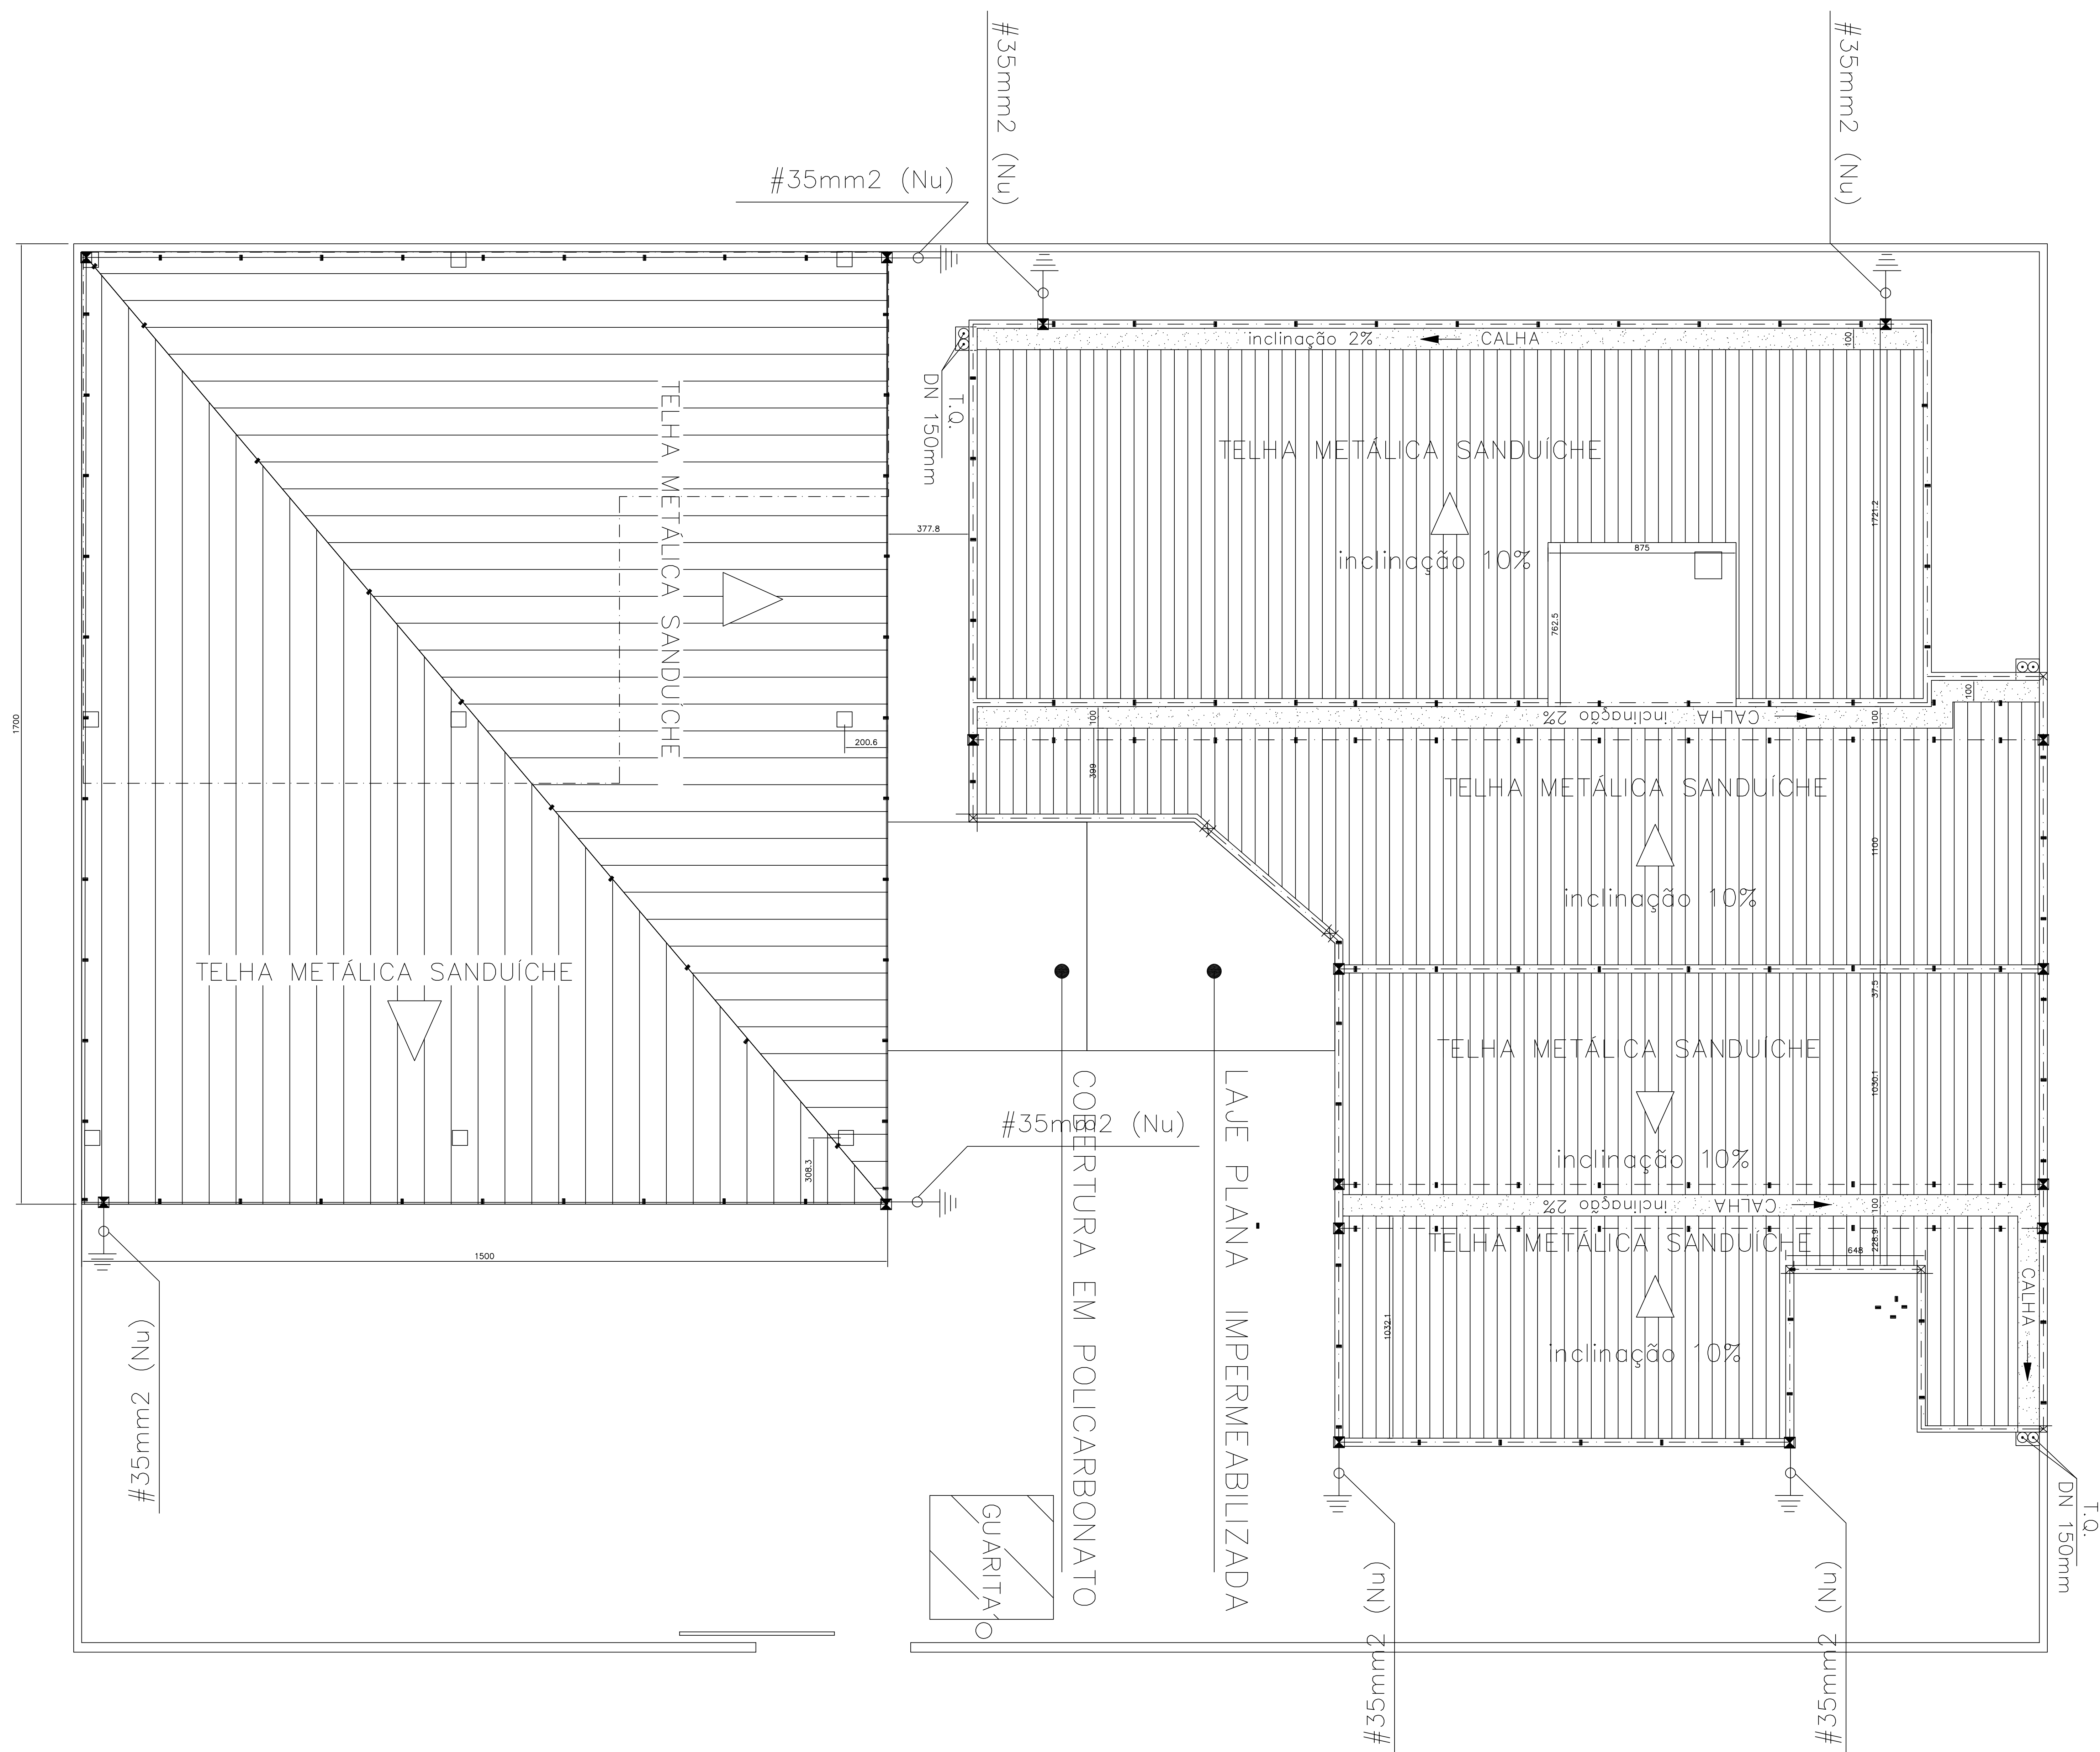 #35mm2 (Nu)
#35mm2 (Nu)
#35mm2 (Nu)
inclinação 2%
CALHA
100
T.Q.
DN 150mm
TELHA METÁLICA SANDUÍCHE
TELHA METÁLICA SANDUÍCHE
1721.2
377.8
inclinação 10%
875
762.5
1700
200.6
100
CALHA inclinação 2%
100
100
399
TELHA METÁLICA SANDUÍCHE
1100
inclinação 10%
TELHA METÁLICA SANDUÍCHE
37.5
TELHA METÁLICA SANDUÍCHE
1030.1
#35mm2 (Nu)
COBERTURA EM POLICARBONATO
LAJE PLANA IMPERMEABILIZADA
inclinação 10%
308.3
CALHA inclinação 2%
100
TELHA METÁLICA SANDUÍCHE
228.9
648
1500
CALHA
1032.1
inclinação 10%
#35mm2 (Nu)
T.Q.
DN 150mm
GUARITA
#35mm2 (Nu)
#35mm2 (Nu)